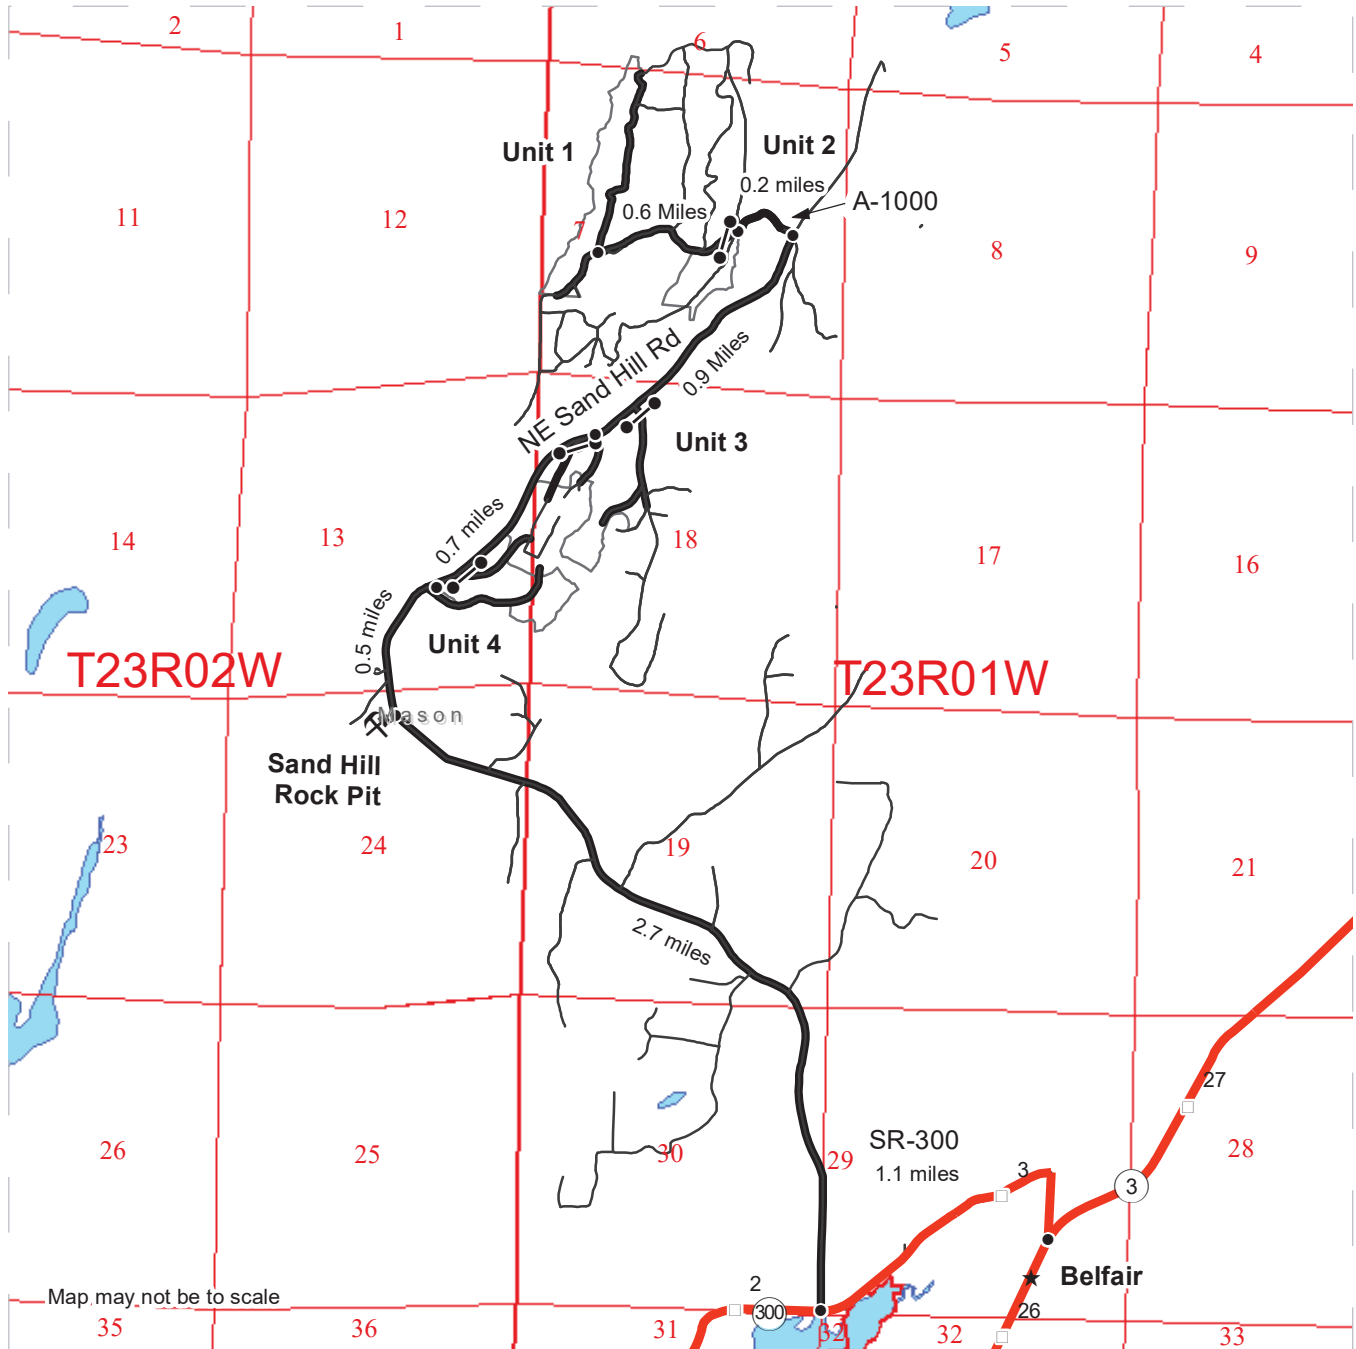 2
1
6
5
4
Unit 1
Unit 2
0.2 miles
A-1000
0.6 Miles
11
12
7
8
9
NE Sand Hill Rd
0.9 Miles
Unit 3
0.7 miles
14
13
18
17
16
0.5 miles
Unit 4
T23R02W
T23R01W
Mason
Sand Hill
Rock Pit
23
24
19
20
21
2.7 miles
27
SR-300
1.1 miles
26
25
30
29
28
3
3
Belfair
2
300
26
Map may not be to scale
35
36
31
32
32
33